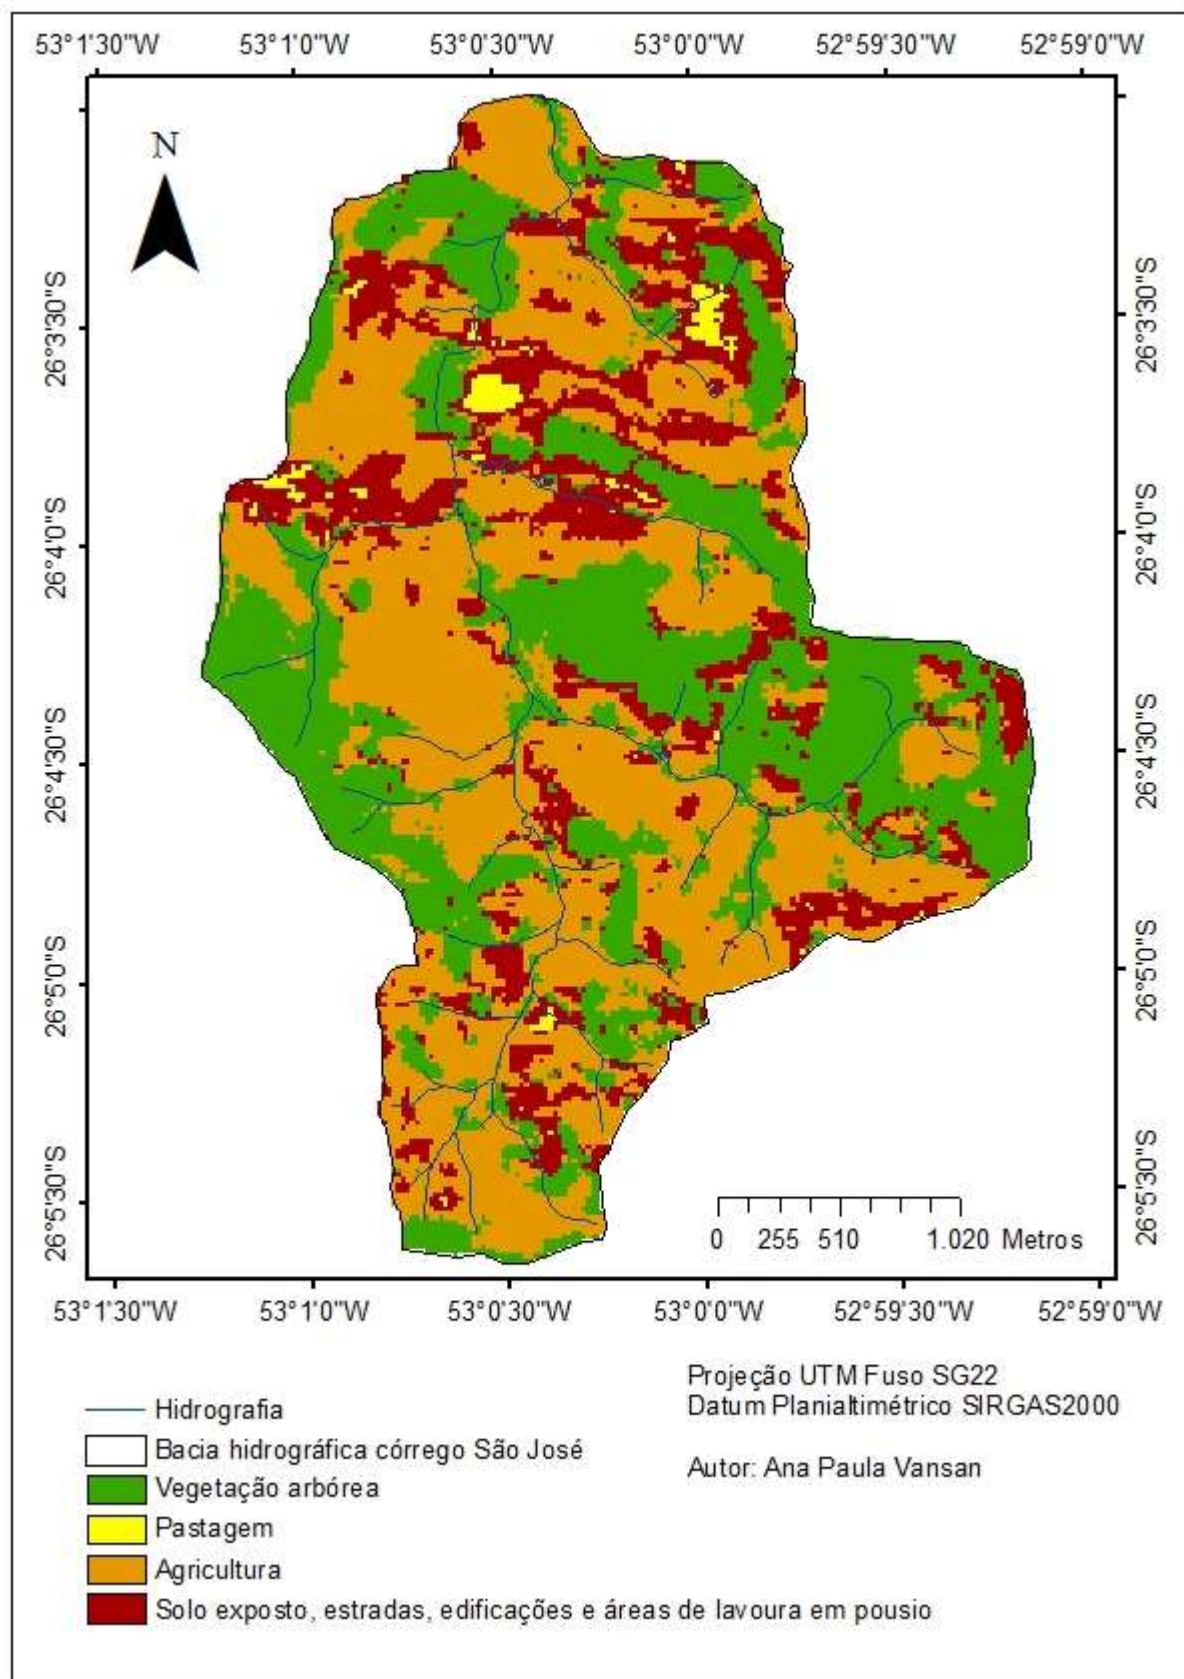 53°1'30"W 53°1'0"W 53°0'30"W 53°0'0"W 52°59'30"W 52°59'0"W
N
26°3'30"S 26°3'30"S
26°4'0"S 26°4'0"S
26°4'30"S 26°4'30"S
26°5'0"S 26°5'0"S
26°5'30"S 26°5'30"S
0 255 510 1.020 Metros
53°1'30"W 53°1'0"W 53°0'30"W 53°0'0"W 52°59'30"W 52°59'0"W
Projeção UTM Fuso SG22
Datum Planialtimétrico SIRGAS2000
Autor: Ana Paula Vansan
Hidrografia
Bacia hidrográfica córrego São José
Vegetação arbórea
Pastagem
Agricultura
Solo exposto, estradas, edificações e áreas de lavoura em pousio